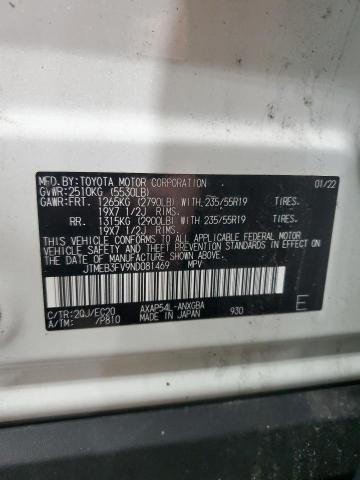 MFD.BY:TOYOTA MOTOR CORPORATION 01/22
GVWR:2510KG (5530LB)
GAWR:FRT. 1265KG (2790LB) WITH 235/55R19 TIRES.
19X7 1/2J RIMS.
RR. 1315KG (2900LB) WITH 235/55R19 TIRES.
19X7 1/2J RIMS.
THIS VEHICLE CONFORMS TO ALL APPLICABLE FEDERAL MOTOR
VEHICLE SAFETY, AND THEFT PREVENTION STANDARDS IN EFFECT
ON THE DATE OF MANUFACTURE SHOWN ABOVE.
JTMEB3FV9ND081469 MPV
C/TR:2QJ/EC20 AXAP54L-ANXGBA
A/TM: /P810 MADE IN JAPAN 930
E